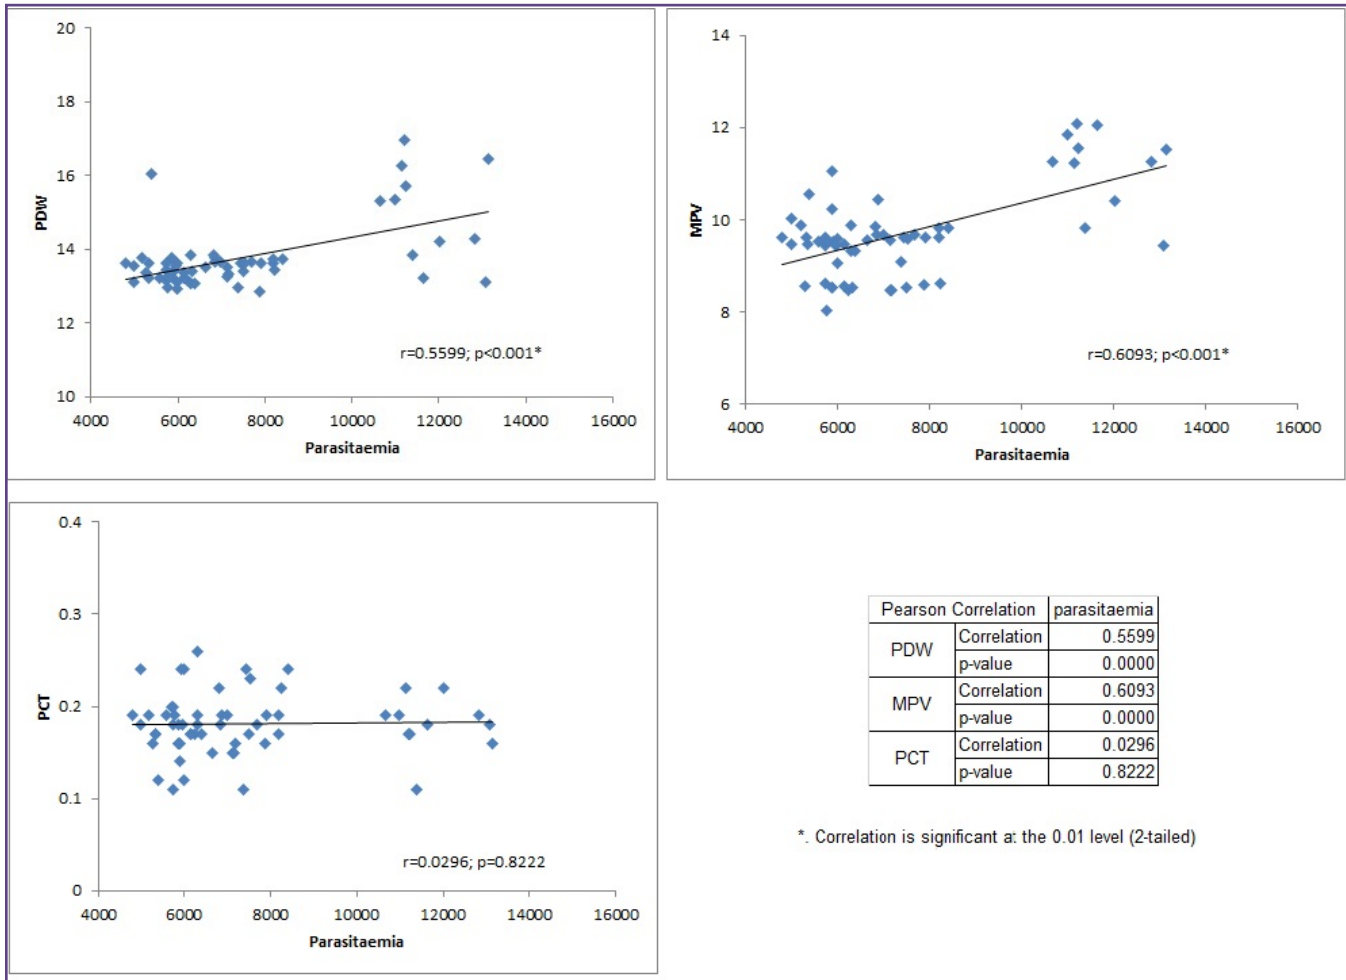 20
18
16
14
12
10
PDW
4000 6000 8000 10000 12000 14000 16000
Parasitaemia
r=0.5599; p<0.001*
14
12
10
8
6
MPV
4000 6000 8000 10000 12000 14000 16000
Parasitaemia
r=0.6093; p<0.001*
0.4
0.3
0.2
0.1
0
PCT
4000 6000 8000 10000 12000 14000 16000
Parasitaemia
r=0.0296; p=0.8222
Pearson Correlation parasitaemia
PDW Correlation 0.5599
p-value 0.0000
MPV Correlation 0.6093
p-value 0.0000
PCT Correlation 0.0296
p-value 0.8222
*. Correlation is significant at the 0.01 level (2-tailed)